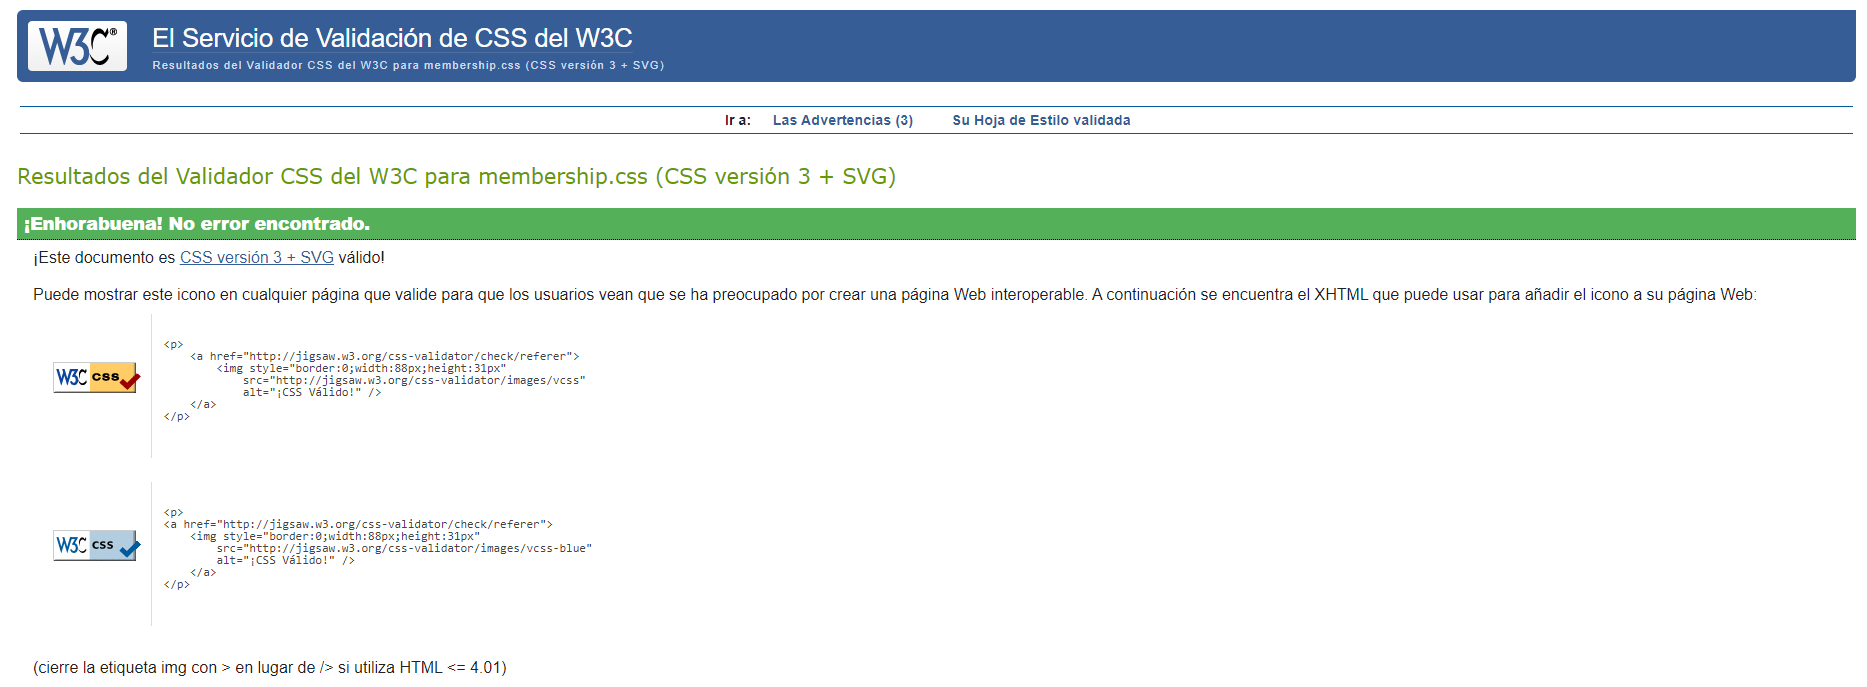 W3C®
El Servicio de Validación de CSS del W3C
Resultados del Validador CSS del W3C para membership.css (CSS versión 3 + SVG)
Ir a: Las Advertencias (3) Su Hoja de Estilo validada
Resultados del Validador CSS del W3C para membership.css (CSS versión 3 + SVG)
¡Enhorabuena! No error encontrado.
¡Este documento es CSS versión 3 + SVG válido!
Puede mostrar este icono en cualquier página que valide para que los usuarios vean que se ha preocupado por crear una página Web interoperable. A continuación se encuentra el XHTML que puede usar para añadir el icono a su página Web:
W3C css
<p>
<a href="http://jigsaw.w3.org/css-validator/check/referer">
<img style="border:0;width:88px;height:31px"
src="http://jigsaw.w3.org/css-validator/images/vcss"
alt="¡CSS Válido!" />
</a>
</p>
W3C css
<p>
<a href="http://jigsaw.w3.org/css-validator/check/referer">
<img style="border:0;width:88px;height:31px"
src="http://jigsaw.w3.org/css-validator/images/vcss-blue"
alt="¡CSS Válido!" />
</a>
</p>
(cierre la etiqueta img con > en lugar de /> si utiliza HTML <= 4.01)